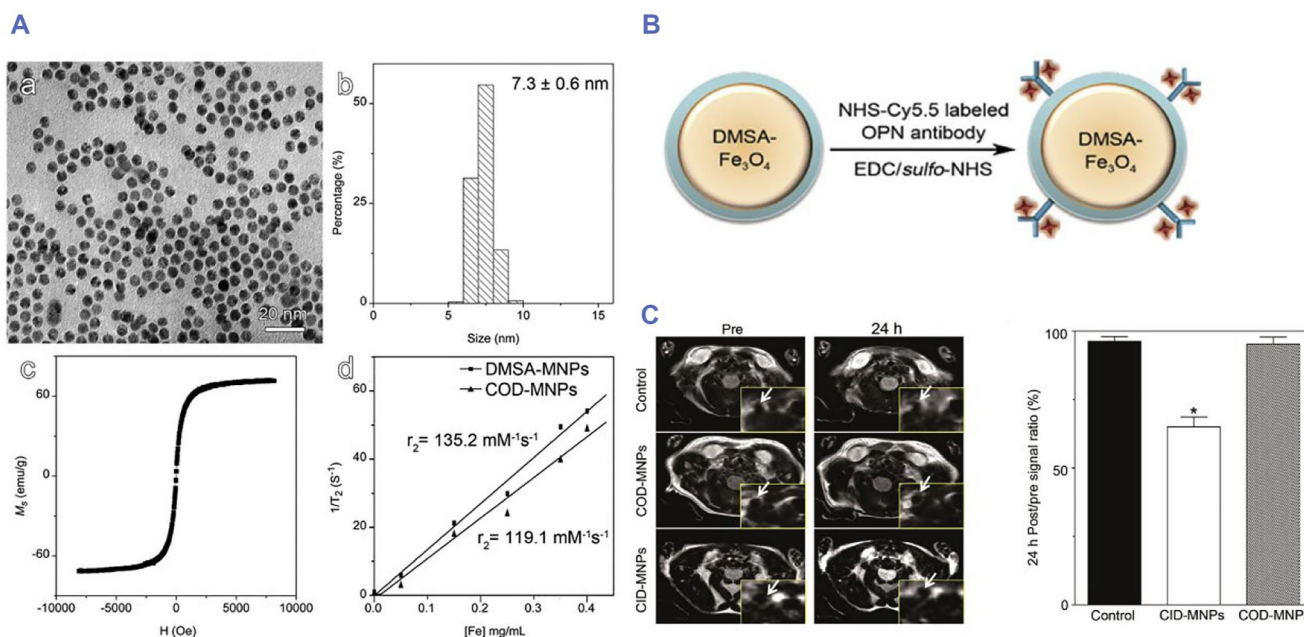 A
a
20 nm
b
7.3 ± 0.6 nm
Percentage (%)
50
25
0
0
5
10
15
Size (nm)
c
Ms (emu/g)
60
0
-60
-10000
-5000
0
5000
10000
H (Oe)
d
DMSA-MNPs
COD-MNPs
r2= 135.2 mM-1s-1
r2= 119.1 mM-1s-1
1/T2 (S-1)
60
40
20
0
0.0
0.1
0.2
0.3
0.4
[Fe] mg/mL
B
DMSA-
Fe3O4
NHS-Cy5.5 labeled
OPN antibody
EDC/sulfo-NHS
DMSA-
Fe3O4
C
Pre
24 h
Control
COD-MNPs
CID-MNPs
24 h Post/pre signal ratio (%)
100
50
0
*
Control
CID-MNPs
COD-MNP